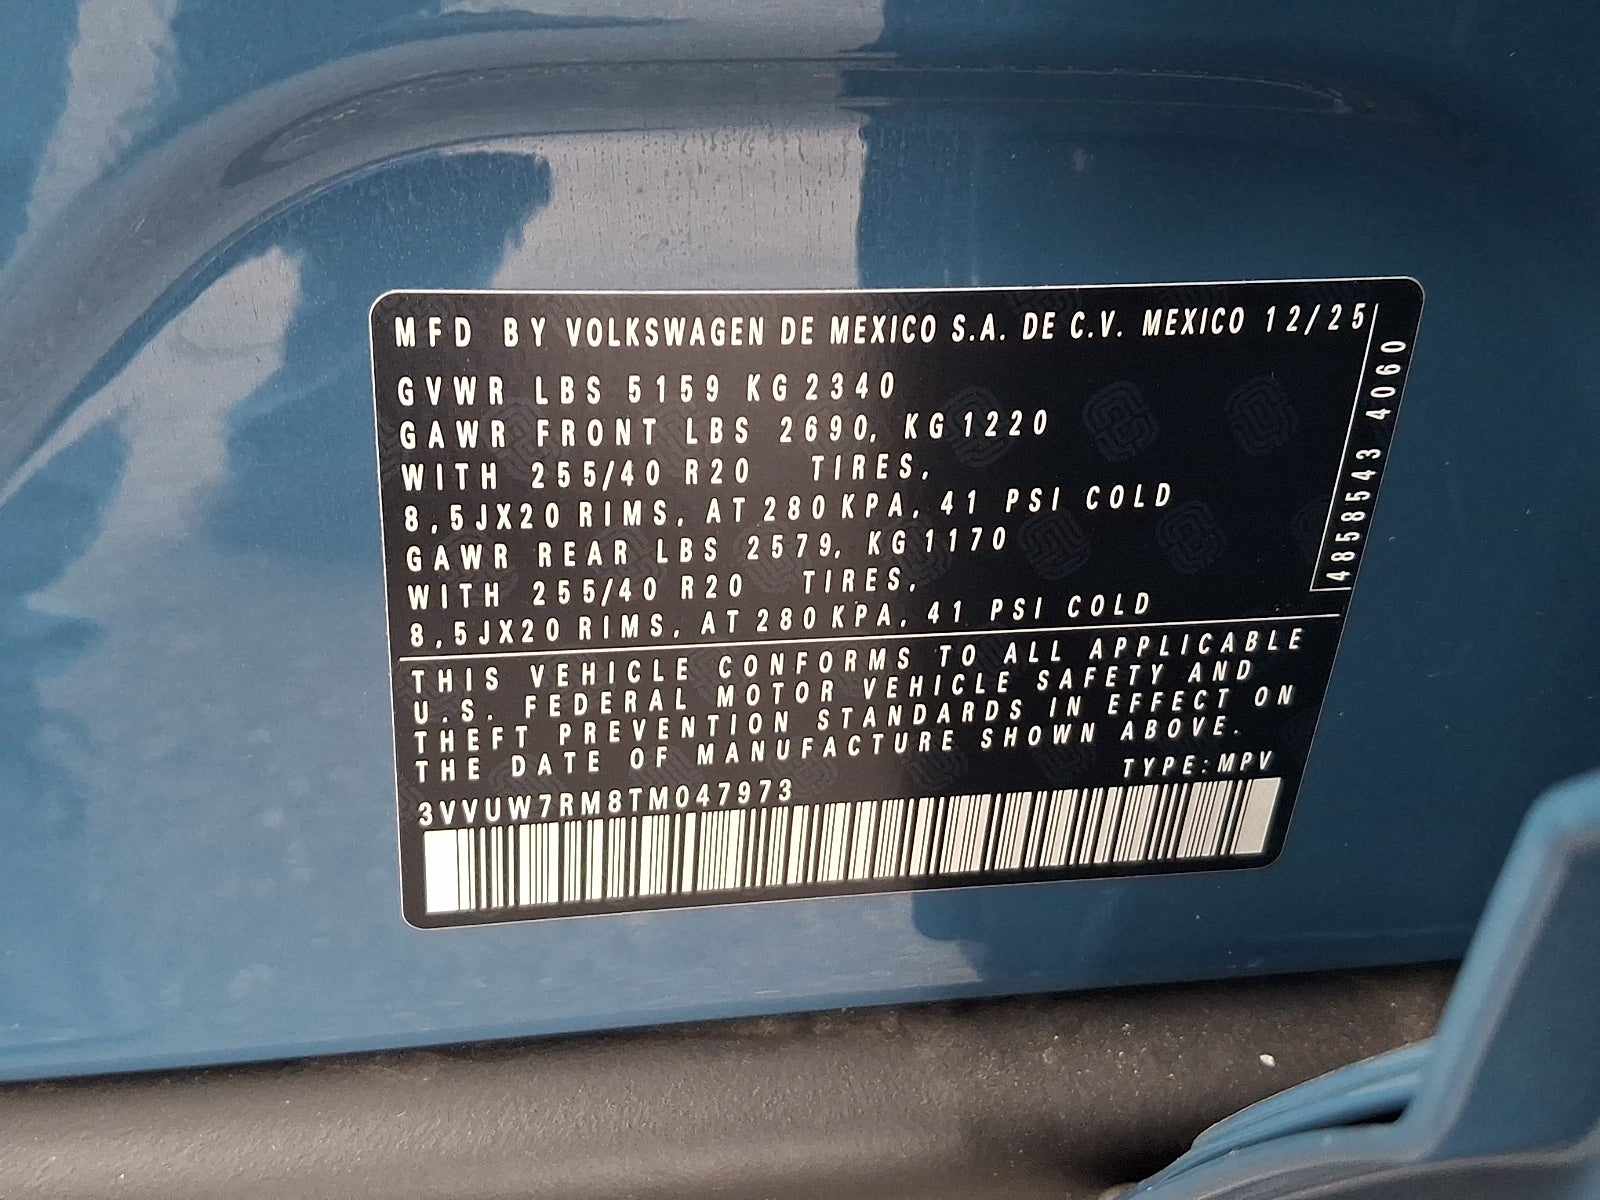 MFD BY VOLKSWAGEN DE MEXICO S.A. DE C.V. MEXICO 12/25
GVWR LBS 5159 KG 2340
GAWR FRONT LBS 2690, KG 1220
WITH 255/40 R20 TIRES,
8,5JX20 RIMS, AT 280 KPA, 41 PSI COLD
GAWR REAR LBS 2579, KG 1170
WITH 255/40 R20 TIRES,
8,5JX20 RIMS, AT 280 KPA, 41 PSI COLD
4858543 4060
THIS VEHICLE CONFORMS TO ALL APPLICABLE
U.S. FEDERAL MOTOR VEHICLE SAFETY AND
THEFT PREVENTION STANDARDS IN EFFECT ON
THE DATE OF MANUFACTURE SHOWN ABOVE.
TYPE: MPV
3VVUW7RM8TM047973